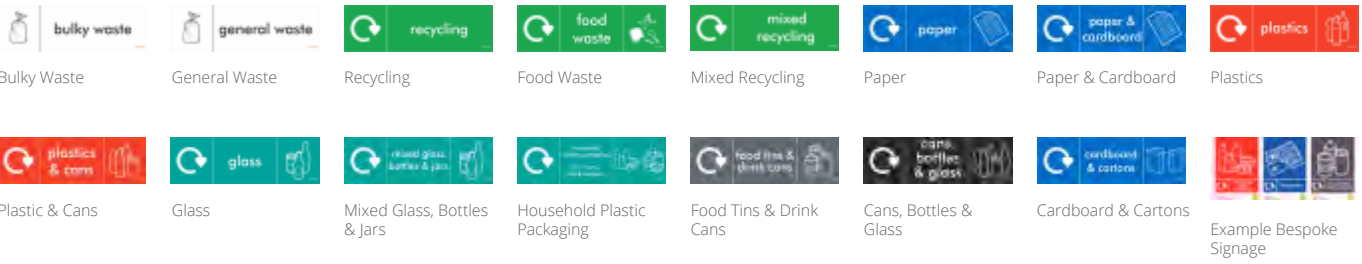 bulky waste
general waste
recycling
food
waste
mixed
recycling
paper
paper &
cardboard
plastics
Bulky Waste
General Waste
Recycling
Food Waste
Mixed Recycling
Paper
Paper & Cardboard
Plastics
plastics
& cans
glass
mixed glass,
bottles & jars
food tins &
drink cans
cans,
bottles
& glass
cardboard
& cartons
Plastic & Cans
Glass
Mixed Glass, Bottles
& Jars
Household Plastic
Packaging
Food Tins & Drink
Cans
Cans, Bottles &
Glass
Cardboard & Cartons
Example Bespoke
Signage